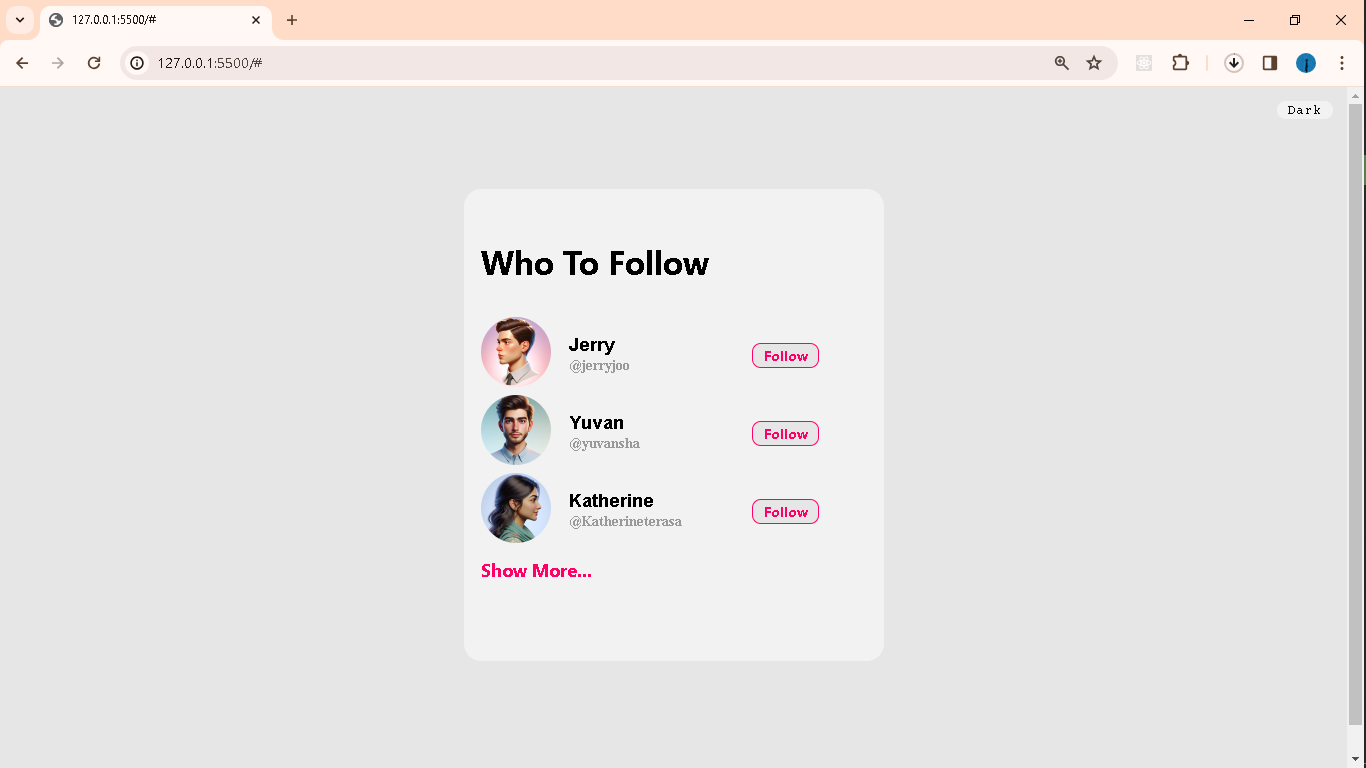 127.0.0.1:5500/#
127.0.0.1:5500/#
Dark
Who To Follow
Jerry
@jerryjoo
Follow
Yuvan
@yuvansha
Follow
Katherine
@Katherineterasa
Follow
Show More...